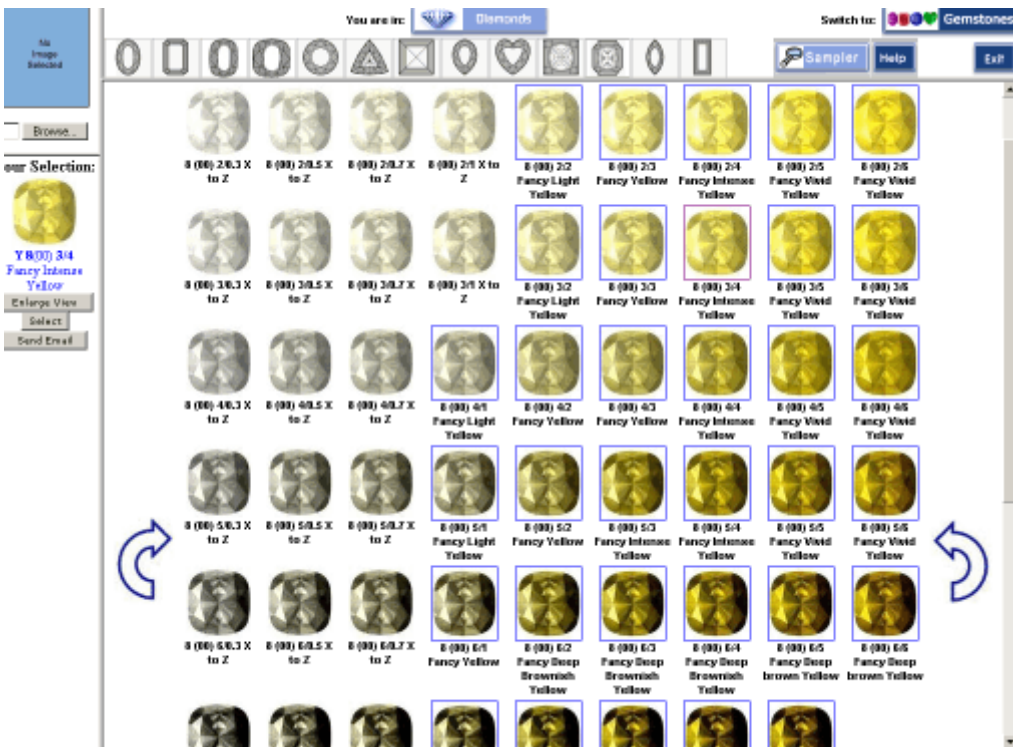 You are in: Diamonds
Switch to: Gemstones
No
Image
Selected
Sampler Help Exit
Browse...
our Selection:
Y 8(00) 3/4
Fancy Intense
Yellow
Enlarge View
Select
Send Email
8 (00) 2/0.3 X to Z
8 (00) 2/0.5 X to Z
8 (00) 2/0.7 X to Z
8 (00) 2/1 X to Z
8 (00) 2/2 Fancy Light Yellow
8 (00) 2/3 Fancy Yellow
8 (00) 2/4 Fancy Intense Yellow
8 (00) 2/5 Fancy Vivid Yellow
8 (00) 2/6 Fancy Vivid Yellow
8 (00) 3/0.3 X to Z
8 (00) 3/0.5 X to Z
8 (00) 3/0.7 X to Z
8 (00) 3/1 X to Z
8 (00) 3/2 Fancy Light Yellow
8 (00) 3/3 Fancy Yellow
8 (00) 3/4 Fancy Intense Yellow
8 (00) 3/5 Fancy Vivid Yellow
8 (00) 3/6 Fancy Vivid Yellow
8 (00) 4/0.3 X to Z
8 (00) 4/0.5 X to Z
8 (00) 4/0.7 X to Z
8 (00) 4/1 Fancy Light Yellow
8 (00) 4/2 Fancy Yellow
8 (00) 4/3 Fancy Yellow
8 (00) 4/4 Fancy Intense Yellow
8 (00) 4/5 Fancy Vivid Yellow
8 (00) 4/6 Fancy Vivid Yellow
8 (00) 5/0.3 X to Z
8 (00) 5/0.5 X to Z
8 (00) 5/0.7 X to Z
8 (00) 5/1 Fancy Light Yellow
8 (00) 5/2 Fancy Yellow
8 (00) 5/3 Fancy Intense Yellow
8 (00) 5/4 Fancy Intense Yellow
8 (00) 5/5 Fancy Vivid Yellow
8 (00) 5/6 Fancy Vivid Yellow
8 (00) 6/0.3 X to Z
8 (00) 6/0.5 X to Z
8 (00) 6/0.7 X to Z
8 (00) 6/1 Fancy Yellow
8 (00) 6/2 Fancy Deep Brownish Yellow
8 (00) 6/3 Fancy Deep Brownish Yellow
8 (00) 6/4 Fancy Deep Brownish Yellow
8 (00) 6/5 Fancy Deep brown Yellow
8 (00) 6/6 Fancy Deep brown Yellow